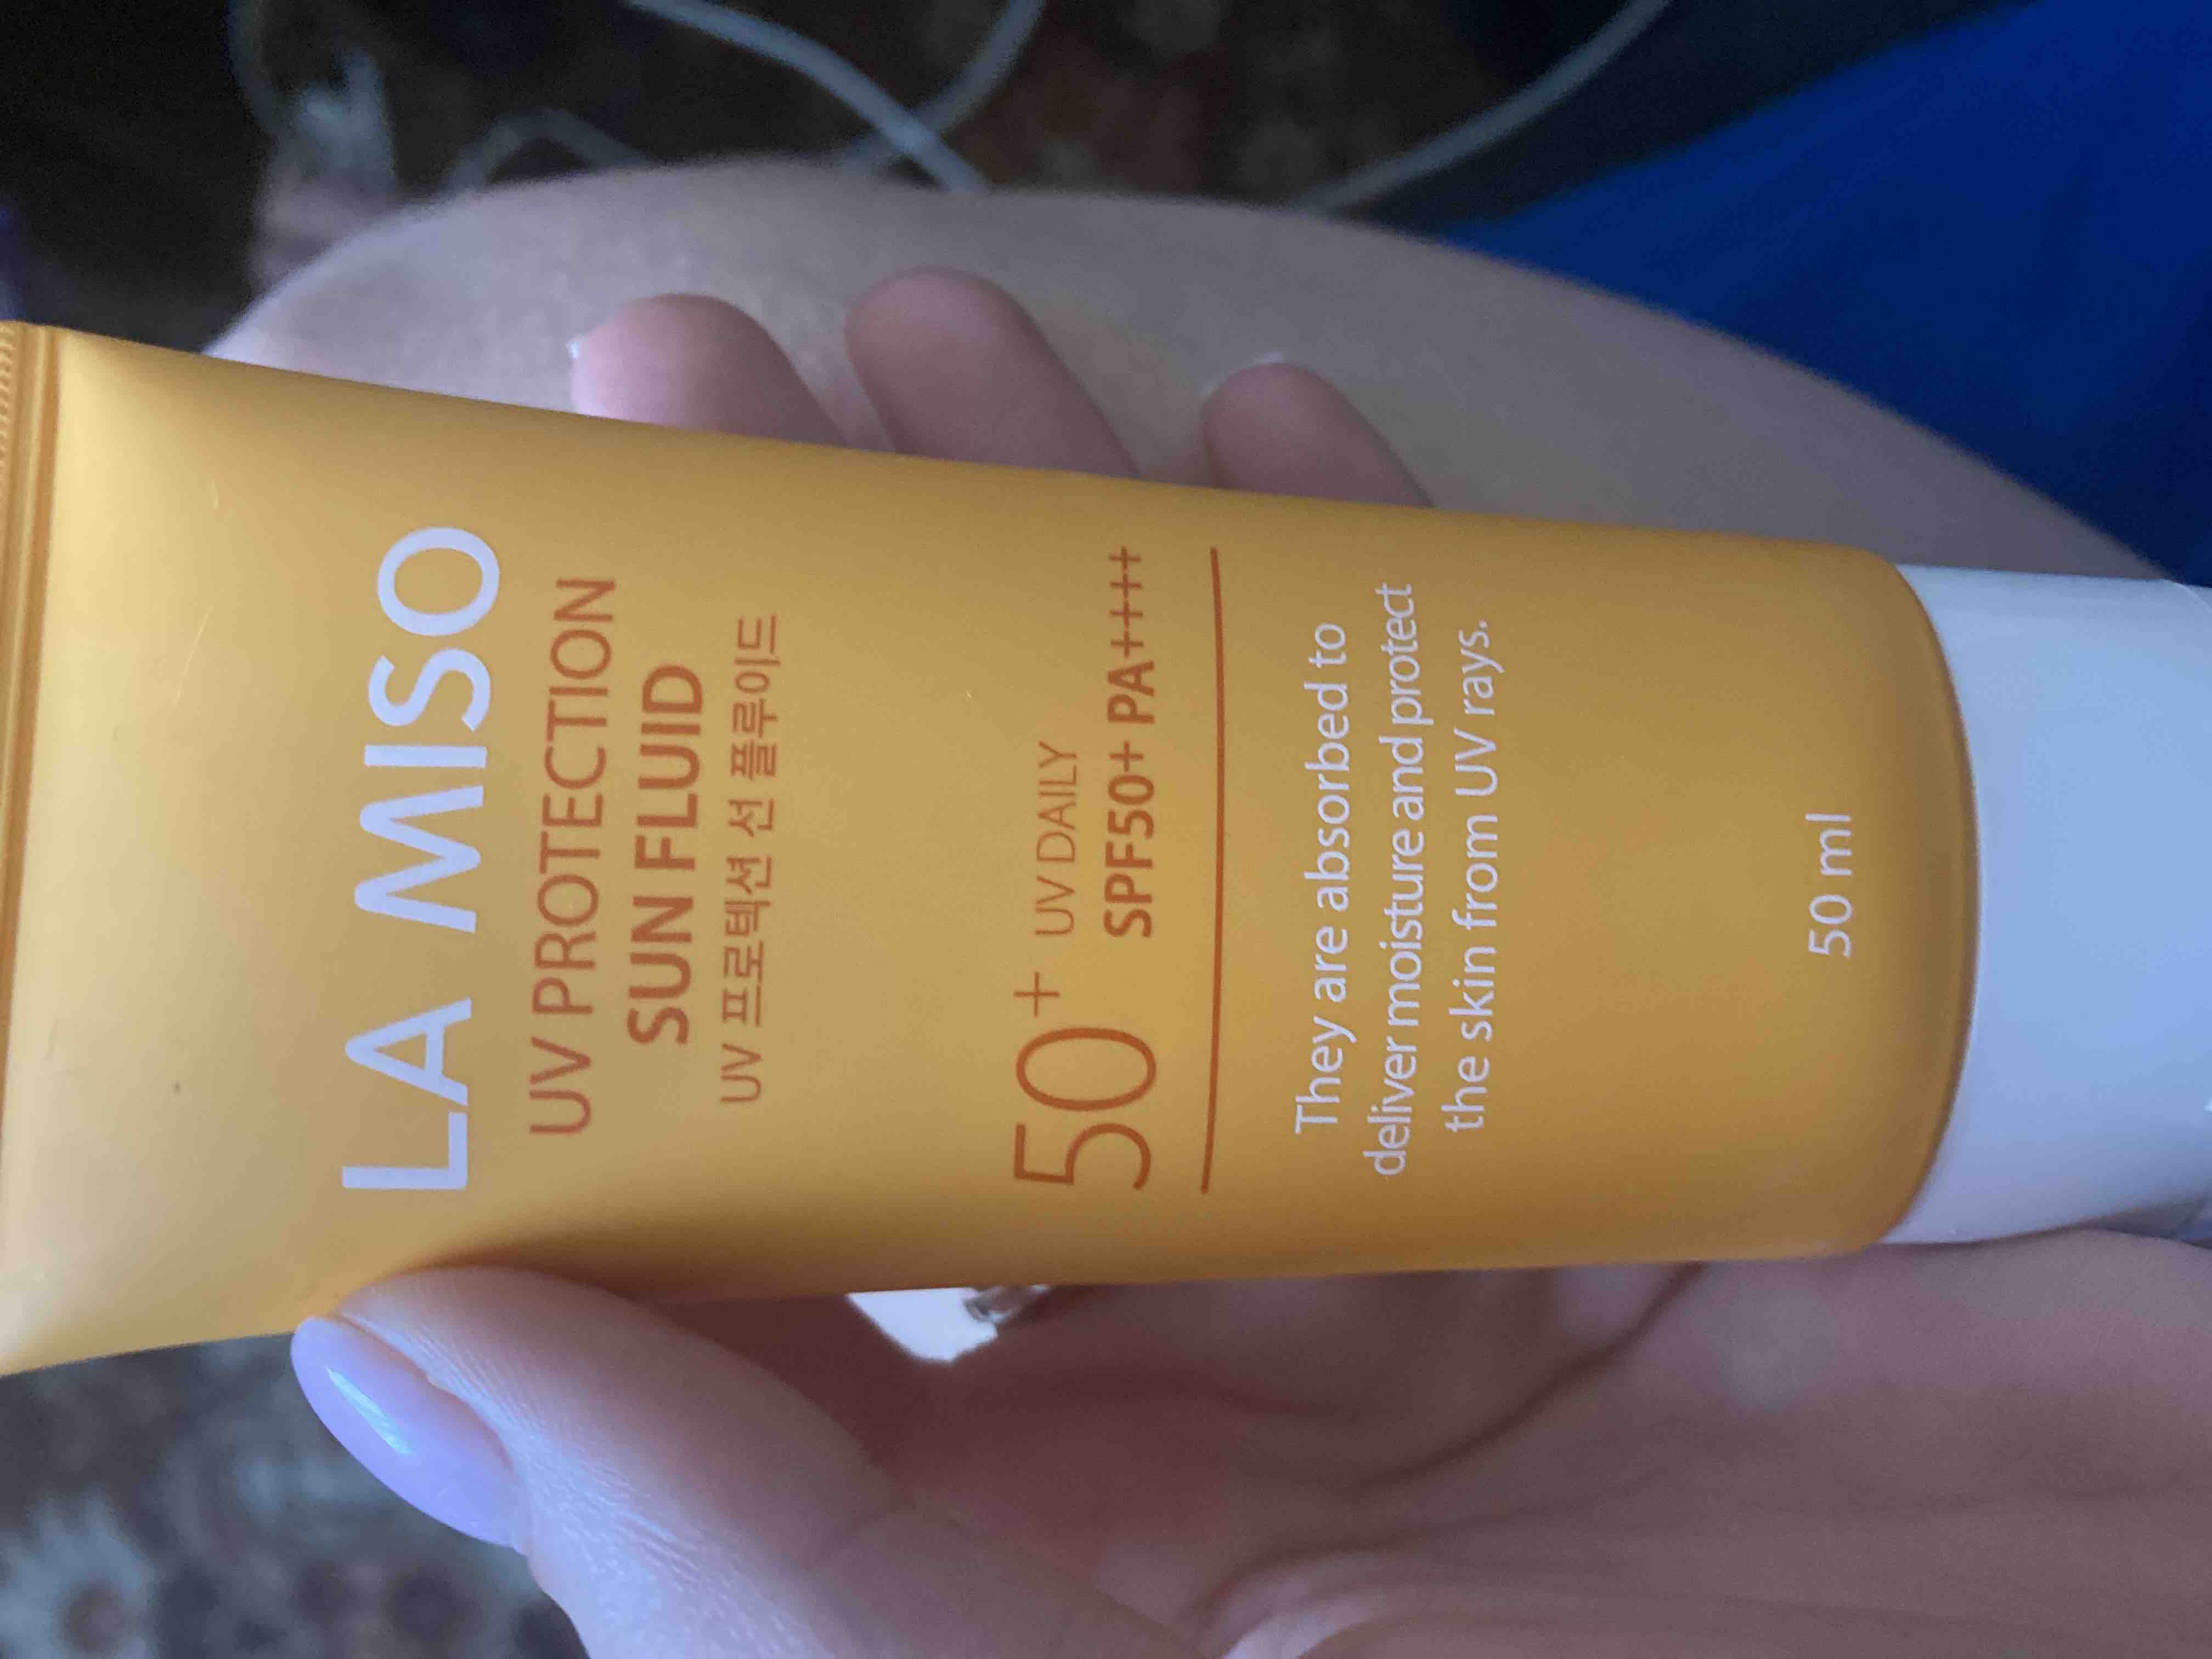 LA MISO
UV PROTECTION
SUN FLUID
UV 프로텍션 선 플루이드
50+ UV DAILY
SPF50+ PA++++
They are absorbed to
deliver moisture and protect
the skin from UV rays.
50 ml